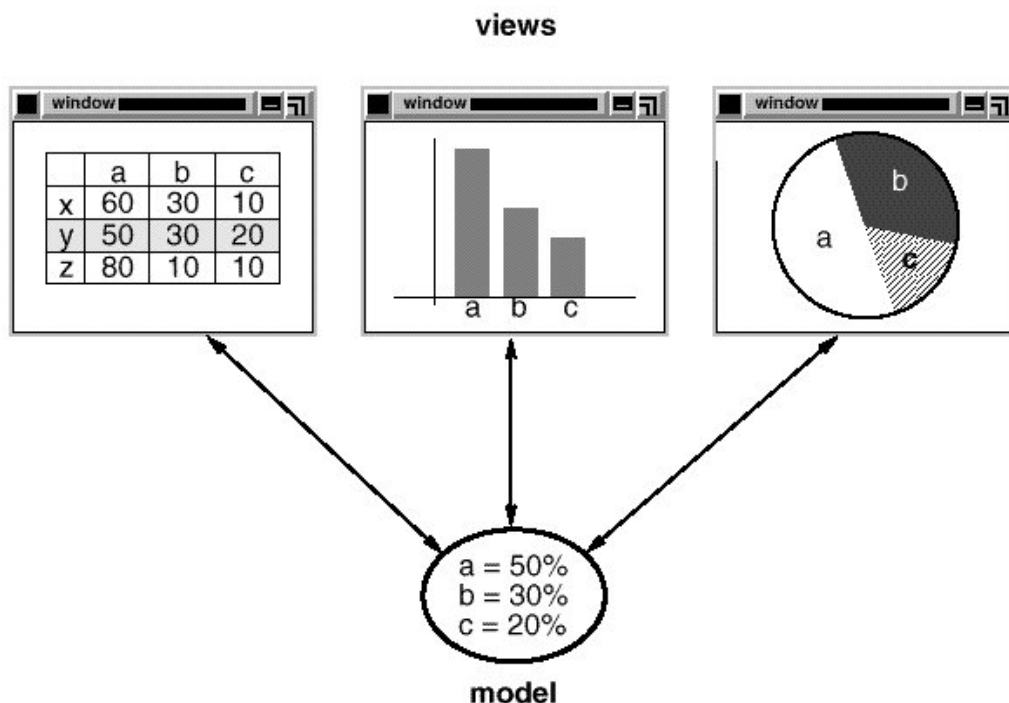 views
window
window
window
a b c
x 60 30 10
y 50 30 20
z 80 10 10
a b c
b
a
c
a = 50%
b = 30%
c = 20%
model